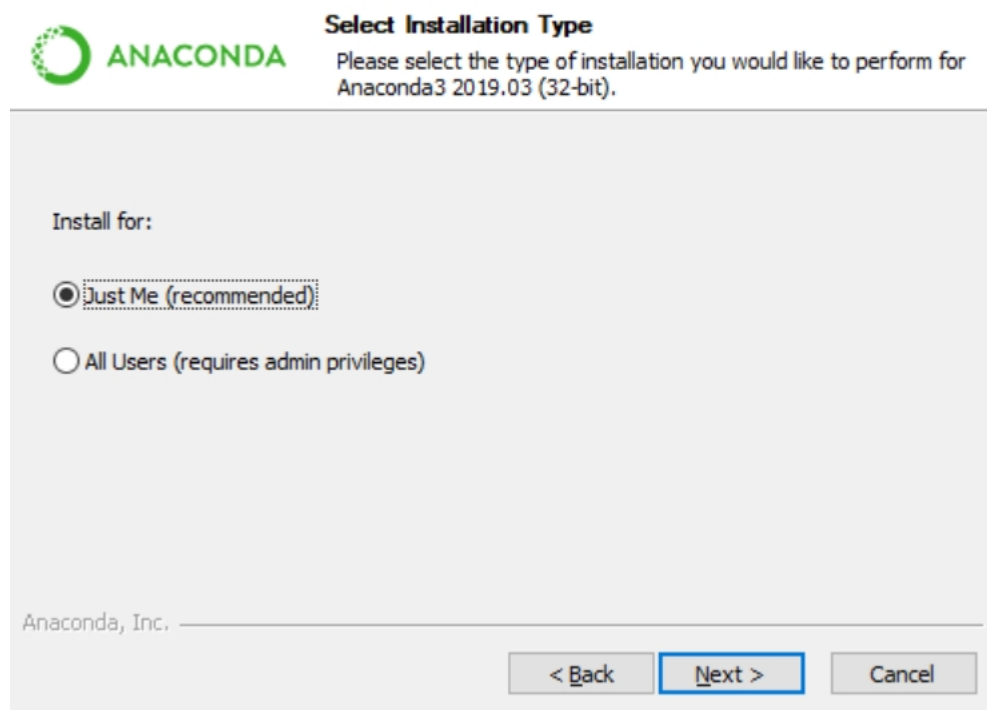 ANACONDA
Select Installation Type
Please select the type of installation you would like to perform for
Anaconda3 2019.03 (32-bit).
Install for:
Just Me (recommended)
All Users (requires admin privileges)
Anaconda, Inc.
< Back
Next >
Cancel